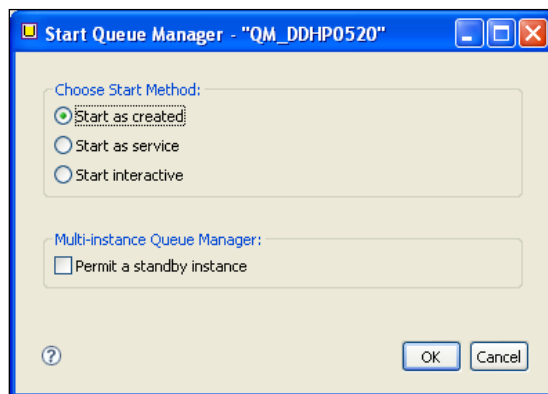 Start Queue Manager - "QM_DDHP0520"
Choose Start Method:
Start as created
Start as service
Start interactive
Multi-instance Queue Manager:
Permit a standby instance
?
OK
Cancel